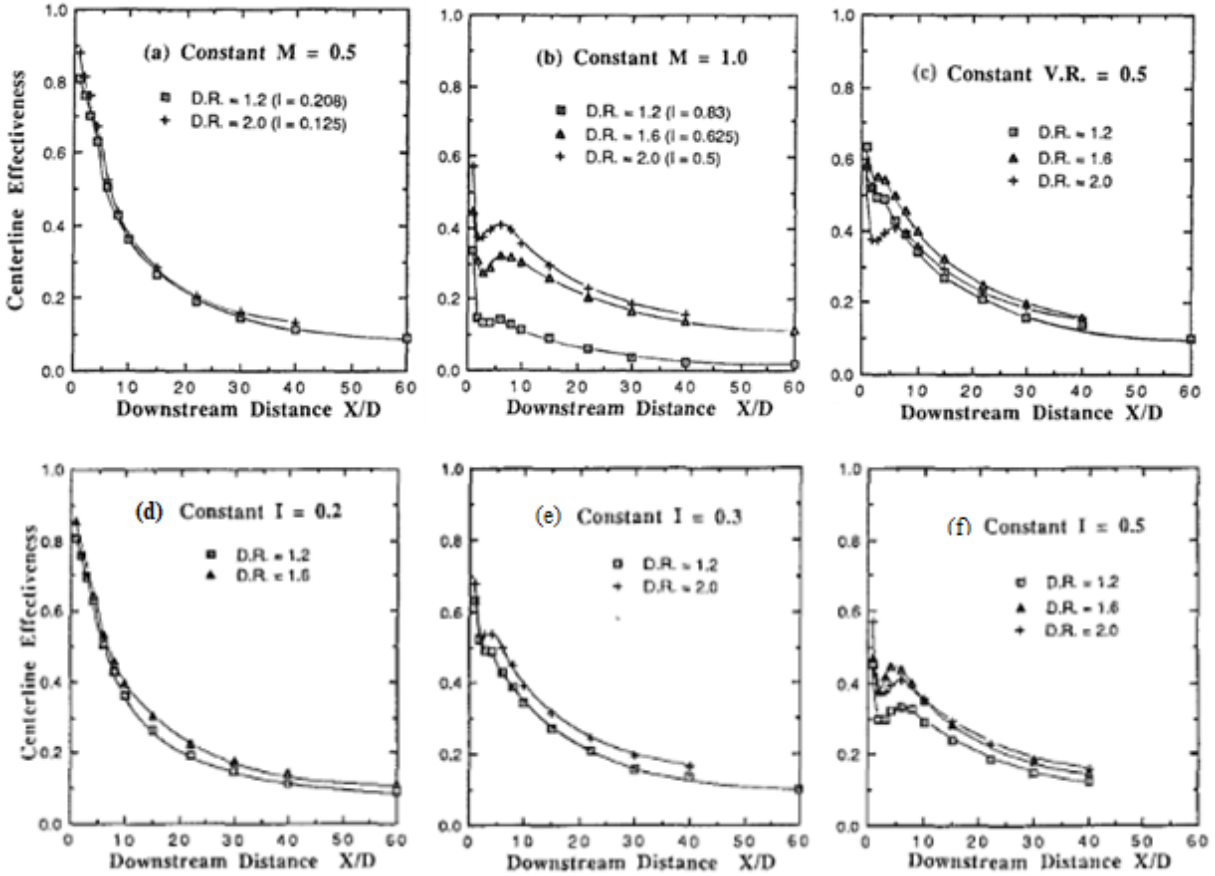 (a) Constant M = 0.5
D.R. = 1.2 (I = 0.208)
D.R. = 2.0 (I = 0.125)
Centerline Effectiveness
1.0
0.8
0.6
0.4
0.2
0.0
0 10 20 30 40 50 60
Downstream Distance X/D
(b) Constant M = 1.0
D.R. = 1.2 (I = 0.83)
D.R. = 1.6 (I = 0.625)
D.R. = 2.0 (I = 0.5)
1.0
0.8
0.6
0.4
0.2
0.0
0 10 20 30 40 50 60
Downstream Distance X/D
(c) Constant V.R. = 0.5
D.R. = 1.2
D.R. = 1.6
D.R. = 2.0
1.0
0.8
0.6
0.4
0.2
0.0
0 10 20 30 40 50 60
Downstream Distance X/D
(d) Constant I = 0.2
D.R. = 1.2
D.R. = 1.6
Centerline Effectiveness
1.0
0.8
0.6
0.4
0.2
0.0
0 10 20 30 40 50 60
Downstream Distance X/D
(e) Constant I = 0.3
D.R. = 1.2
D.R. = 2.0
1.0
0.8
0.6
0.4
0.2
0.0
0 10 20 30 40 50 60
Downstream Distance X/D
(f) Constant I = 0.5
D.R. = 1.2
D.R. = 1.6
D.R. = 2.0
1.0
0.8
0.6
0.4
0.2
0.0
0 10 20 30 40 50 60
Downstream Distance X/D